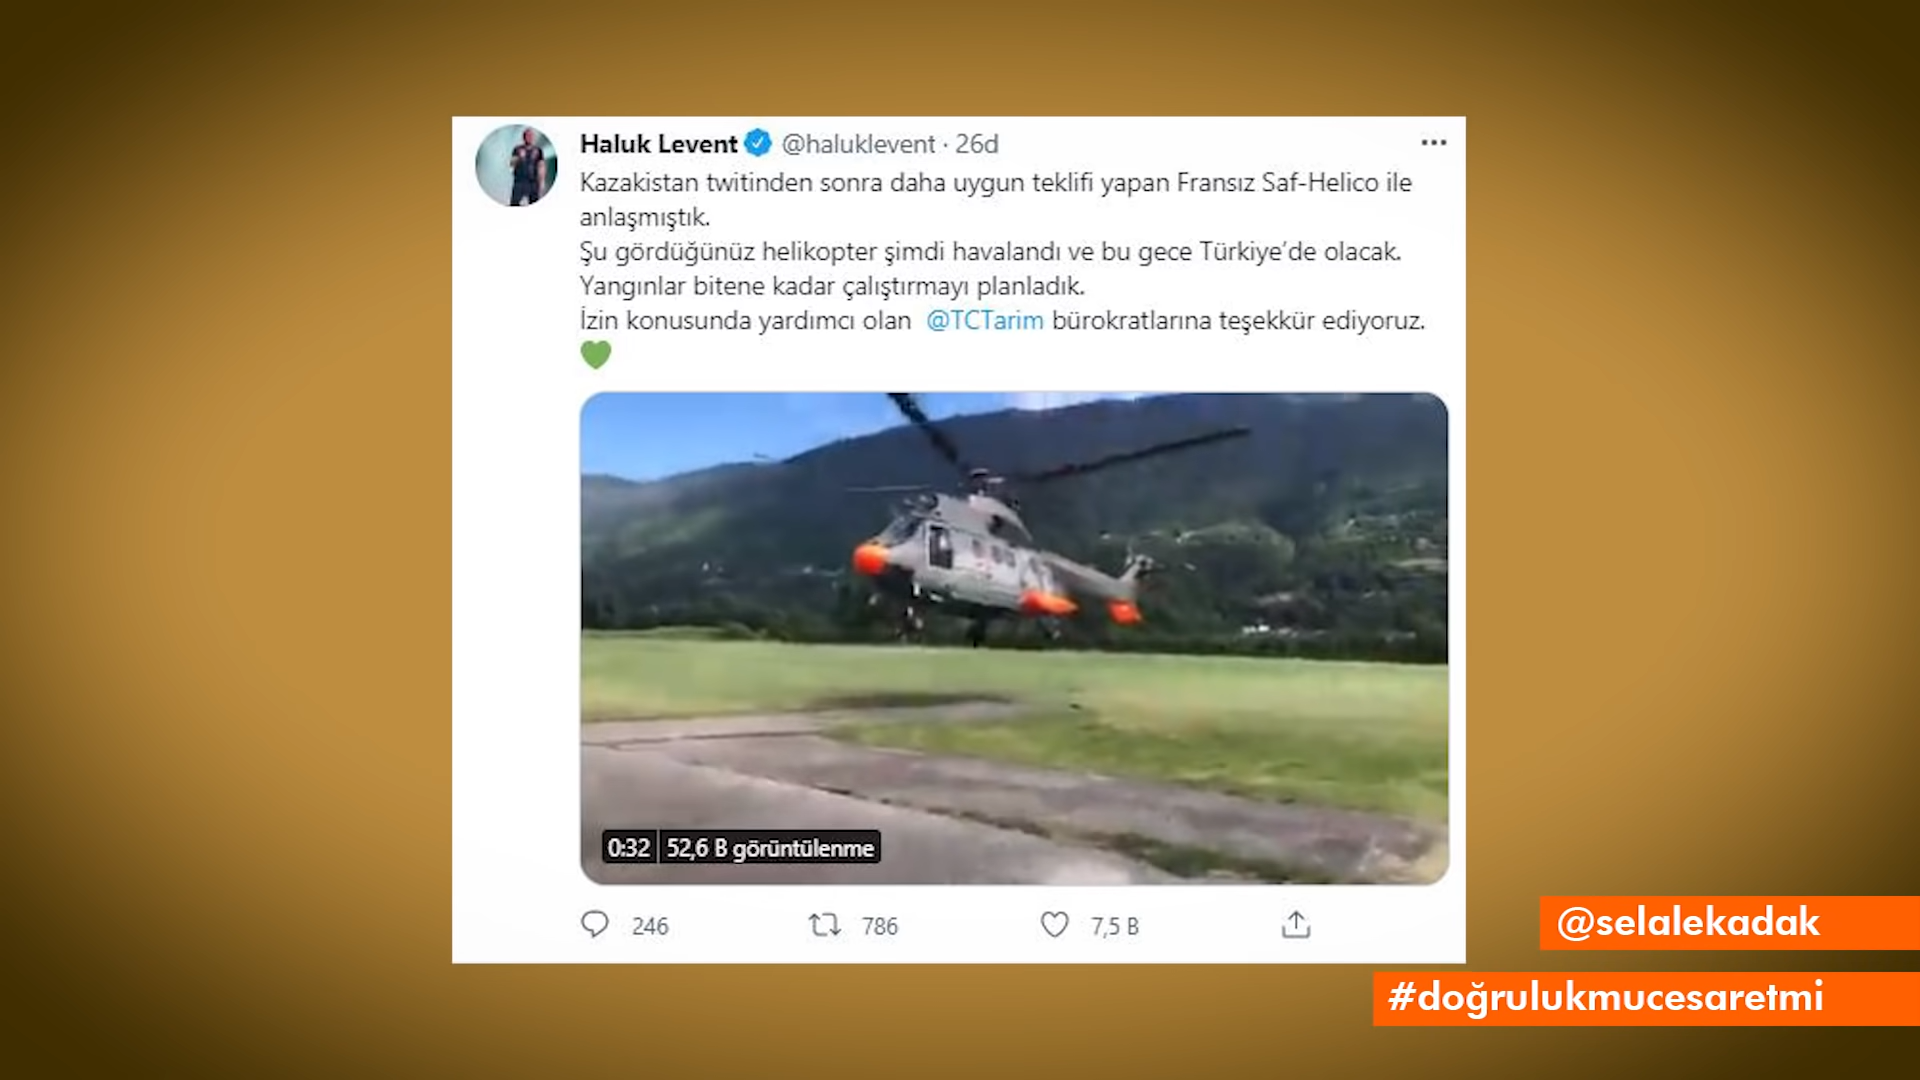 Haluk Levent @haluklevent · 26d
Kazakistan twitinden sonra daha uygun teklifi yapan Fransız Saf-Helico ile
anlaşmıştık.
Şu gördüğünüz helikopter şimdi havalandı ve bu gece Türkiye'de olacak.
Yangınlar bitene kadar çalıştırmayı planladık.
İzin konusunda yardımcı olan @TCTarim bürokratlarına teşekkür ediyoruz.
0:32 52,6 B görüntülenme
246 786 7,5 B
@selalekadak
#doğrulukmucesaretmi